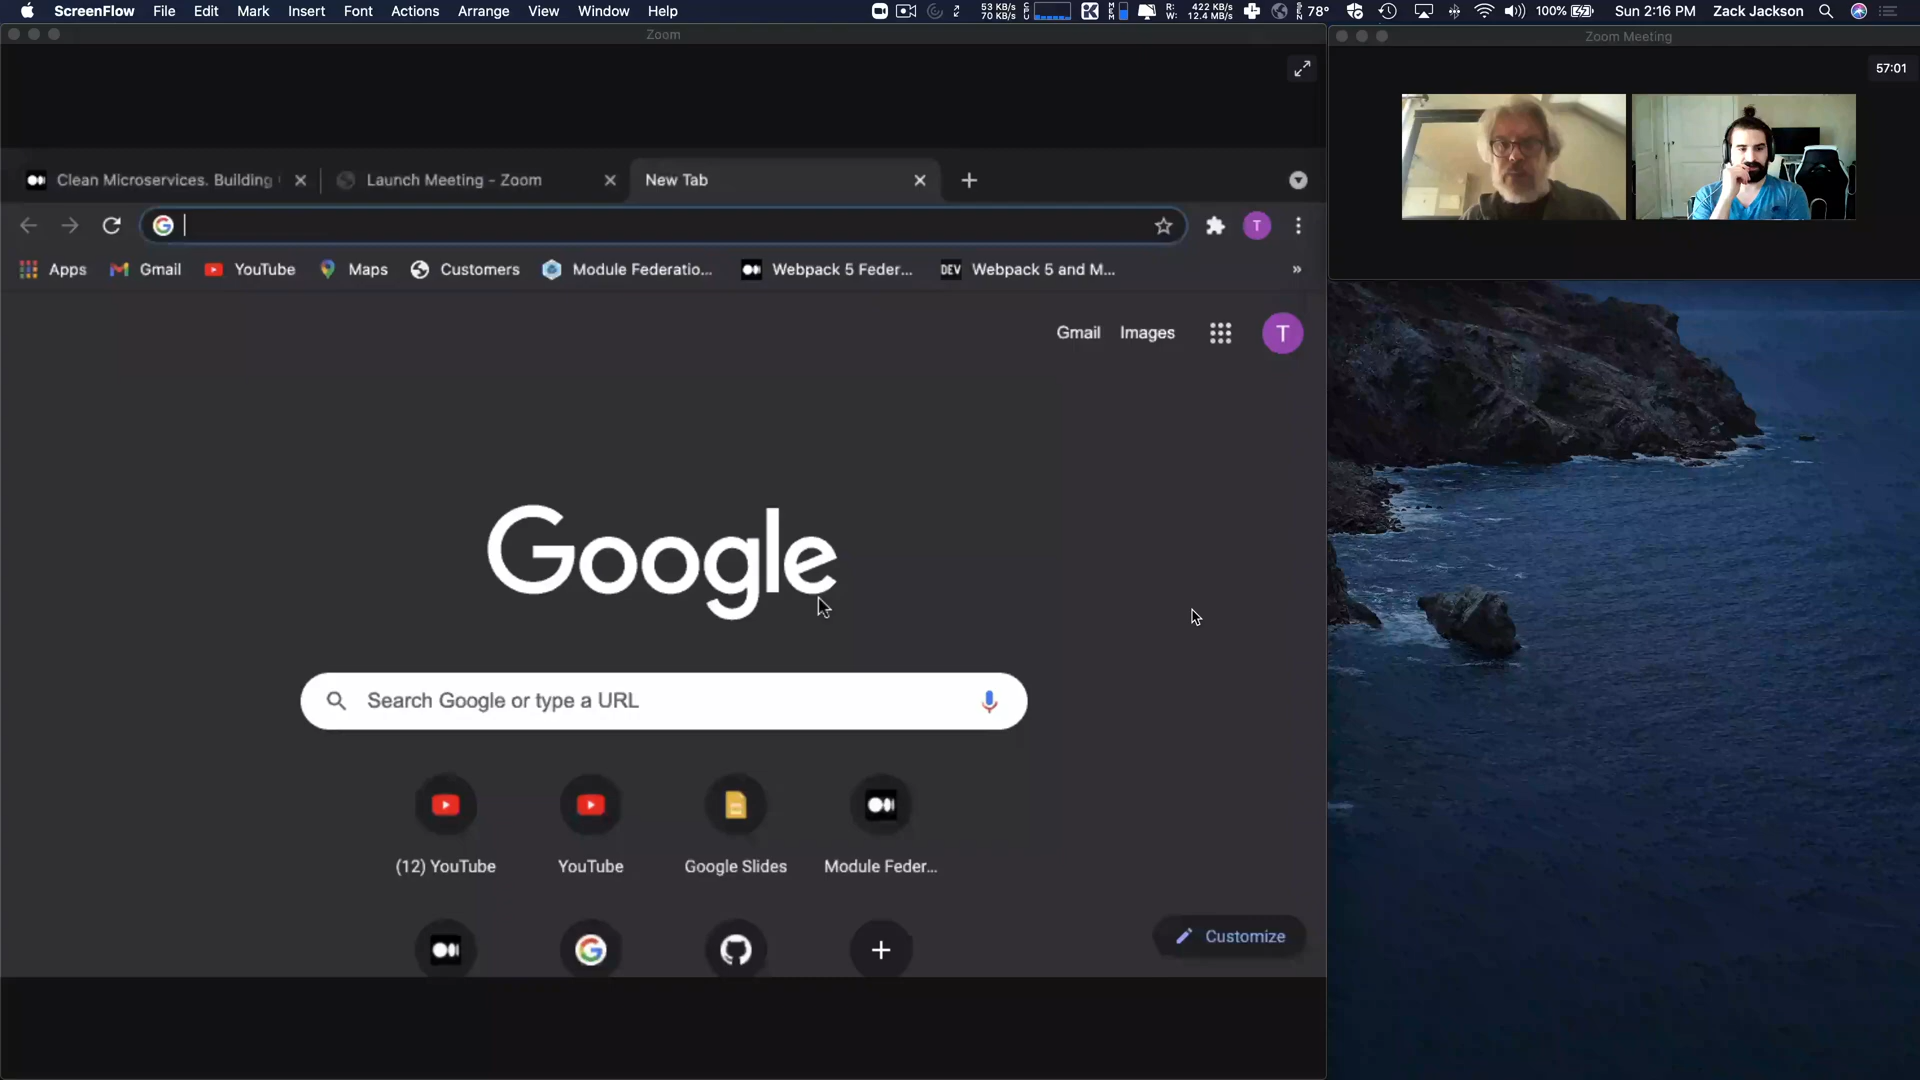 ScreenFlow File Edit Mark Insert Font Actions Arrange View Window Help
53 KB/s
70 KB/s
R: 422 KB/s
W: 12.4 MB/s
78° 100% Sun 2:16 PM Zack Jackson
Zoom
Zoom Meeting
57:01
Clean Microservices. Building
Launch Meeting - Zoom
New Tab
T
Apps Gmail YouTube Maps Customers Module Federatio... Webpack 5 Feder... DEV Webpack 5 and M... »
Gmail Images T
Google
Search Google or type a URL
(12) YouTube YouTube Google Slides Module Feder...
Customize